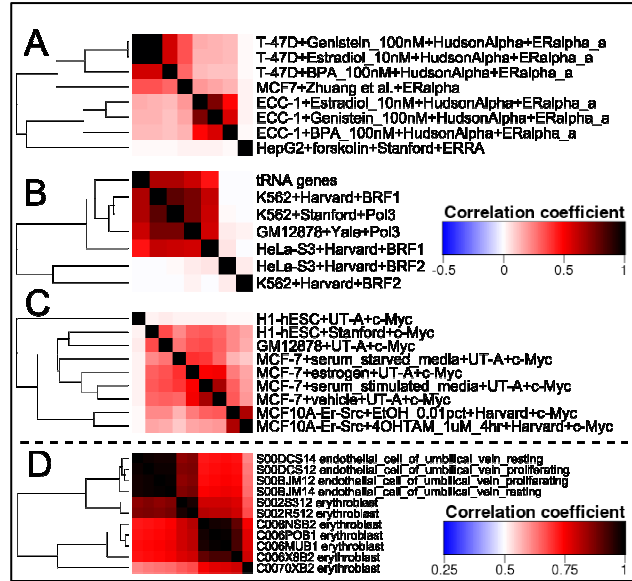 A
T-47D+Genistein_100nM+HudsonAlpha+ERalpha_a
T-47D+Estradiol_10nM+HudsonAlpha+ERalpha_a
T-47D+BPA_100nM+HudsonAlpha+ERalpha_a
MCF7+Zhuang et al.+ERalpha
ECC-1+Estradiol_10nM+HudsonAlpha+ERalpha_a
ECC-1+Genistein_100nM+HudsonAlpha+ERalpha_a
ECC-1+BPA_100nM+HudsonAlpha+ERalpha_a
HepG2+forskolin+Stanford+ERRA
B
tRNA genes
K562+Harvard+BRF1
K562+Stanford+Pol3
GM12878+Yale+Pol3
HeLa-S3+Harvard+BRF1
HeLa-S3+Harvard+BRF2
K562+Harvard+BRF2
Correlation coefficient
-0.5 0 0.5 1
C
H1-hESC+UT-A+c-Myc
H1-hESC+Stanford+c-Myc
GM12878+UT-A+c-Myc
MCF-7+serum_starved_media+UT-A+c-Myc
MCF-7+estrogen+UT-A+c-Myc
MCF-7+serum_stimulated_media+UT-A+c-Myc
MCF-7+vehicle+UT-A+c-Myc
MCF10A-Er-Src+EtOH_0.01pct+Harvard+c-Myc
MCF10A-Er-Src+4OHTAM_1uM_4hr+Harvard+c-Myc
D
S00DCS14 endothelial_cell_of_umbilical_vein_resting
S00DCS12 endothelial_cell_of_umbilical_vein_proliferating
S00BJM12 endothelial_cell_of_umbilical_vein_proliferating
S00BJM14 endothelial_cell_of_umbilical_vein_resting
S002S312 erythroblast
S002R512 erythroblast
C006NSB2 erythroblast
C006POB1 erythroblast
C006MUB1 erythroblast
C006X8B2 erythroblast
C0070XB2 erythroblast
Correlation coefficient
0.25 0.5 1